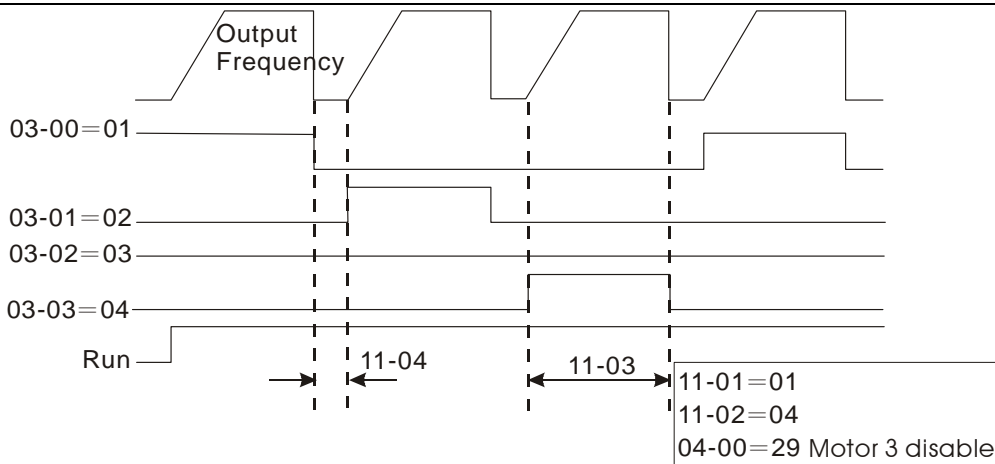 Output
Frequency
03-00=01
03-01=02
03-02=03
03-03=04
Run
11-04
11-03
11-01=01
11-02=04
04-00=29 Motor 3 disable